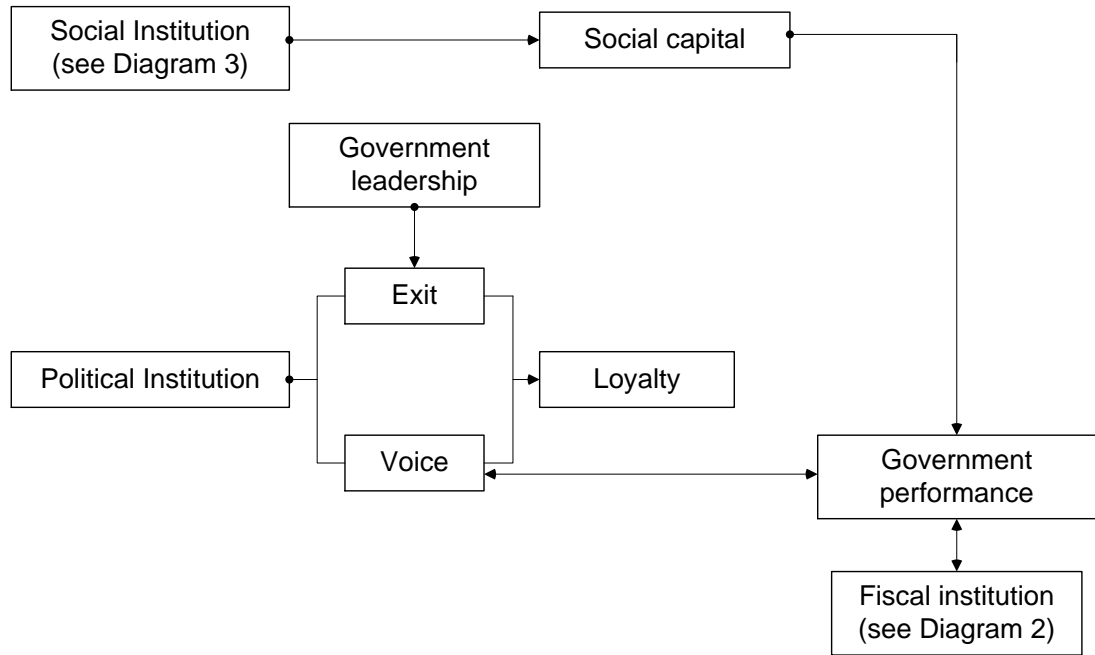 Social Institution
(see Diagram 3)
Social capital
Government
leadership
Exit
Political Institution
Loyalty
Voice
Government
performance
Fiscal institution
(see Diagram 2)